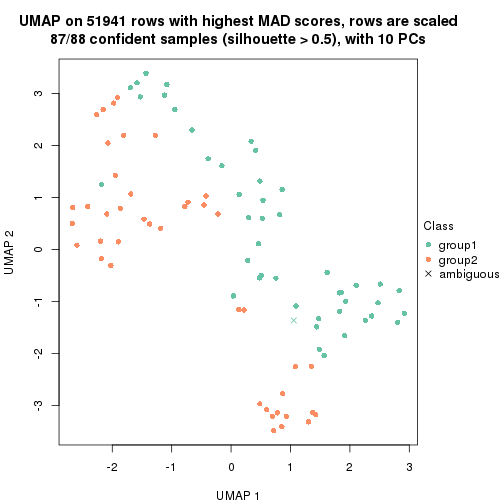 UMAP on 51941 rows with highest MAD scores, rows are scaled
87/88 confident samples (silhouette > 0.5), with 10 PCs
3
2
1
0
-1
-2
-3
UMAP 2
-2
-1
0
1
2
3
UMAP 1
Class
group1
group2
ambiguous